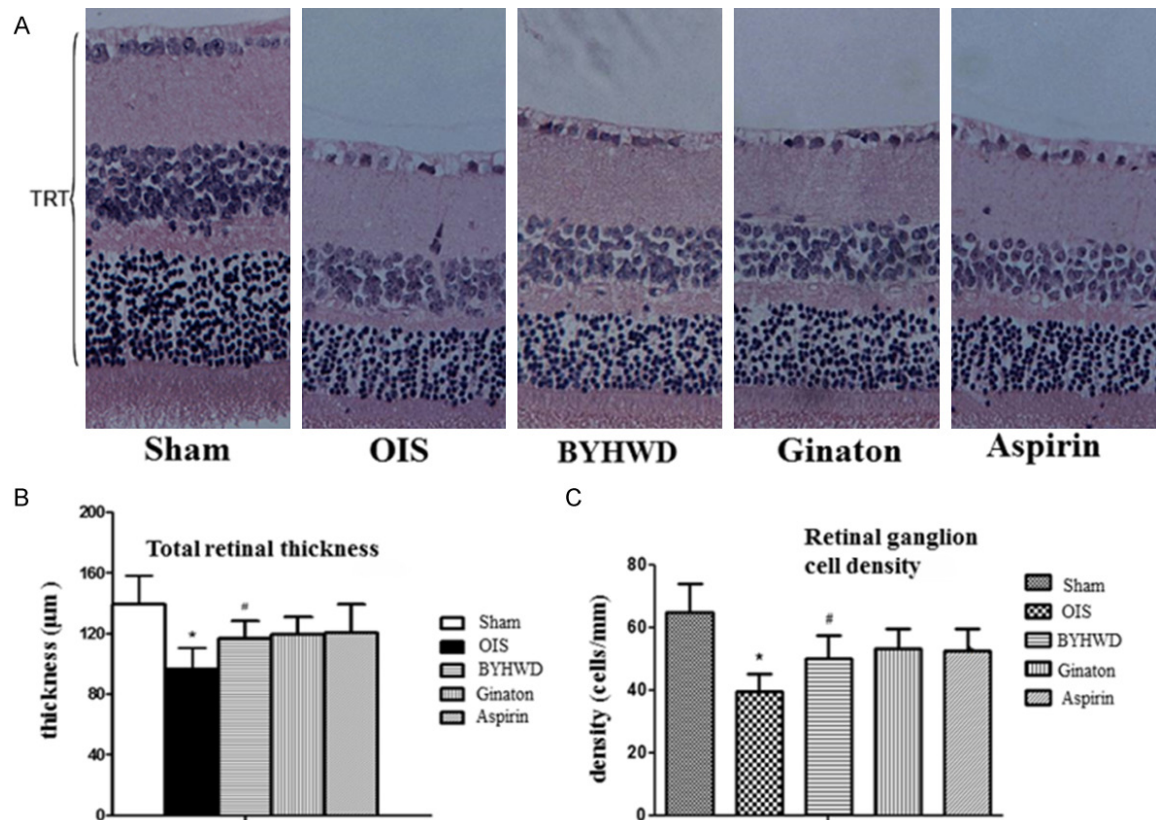 A
TRT
Sham
OIS
BYHWD
Ginaton
Aspirin
B
200
160
120
80
40
0
thickness (μm)
Total retinal thickness
*
#
Sham
OIS
BYHWD
Ginaton
Aspirin
C
80
60
40
20
0
density (cells/mm)
Retinal ganglion
cell density
*
#
Sham
OIS
BYHWD
Ginaton
Aspirin